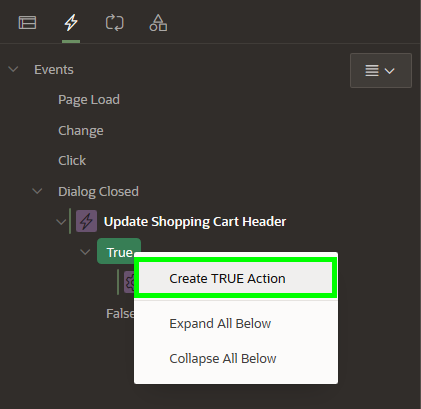 Events
Page Load
Change
Click
Dialog Closed
Update Shopping Cart Header
True
Create TRUE Action
False
Expand All Below
Collapse All Below